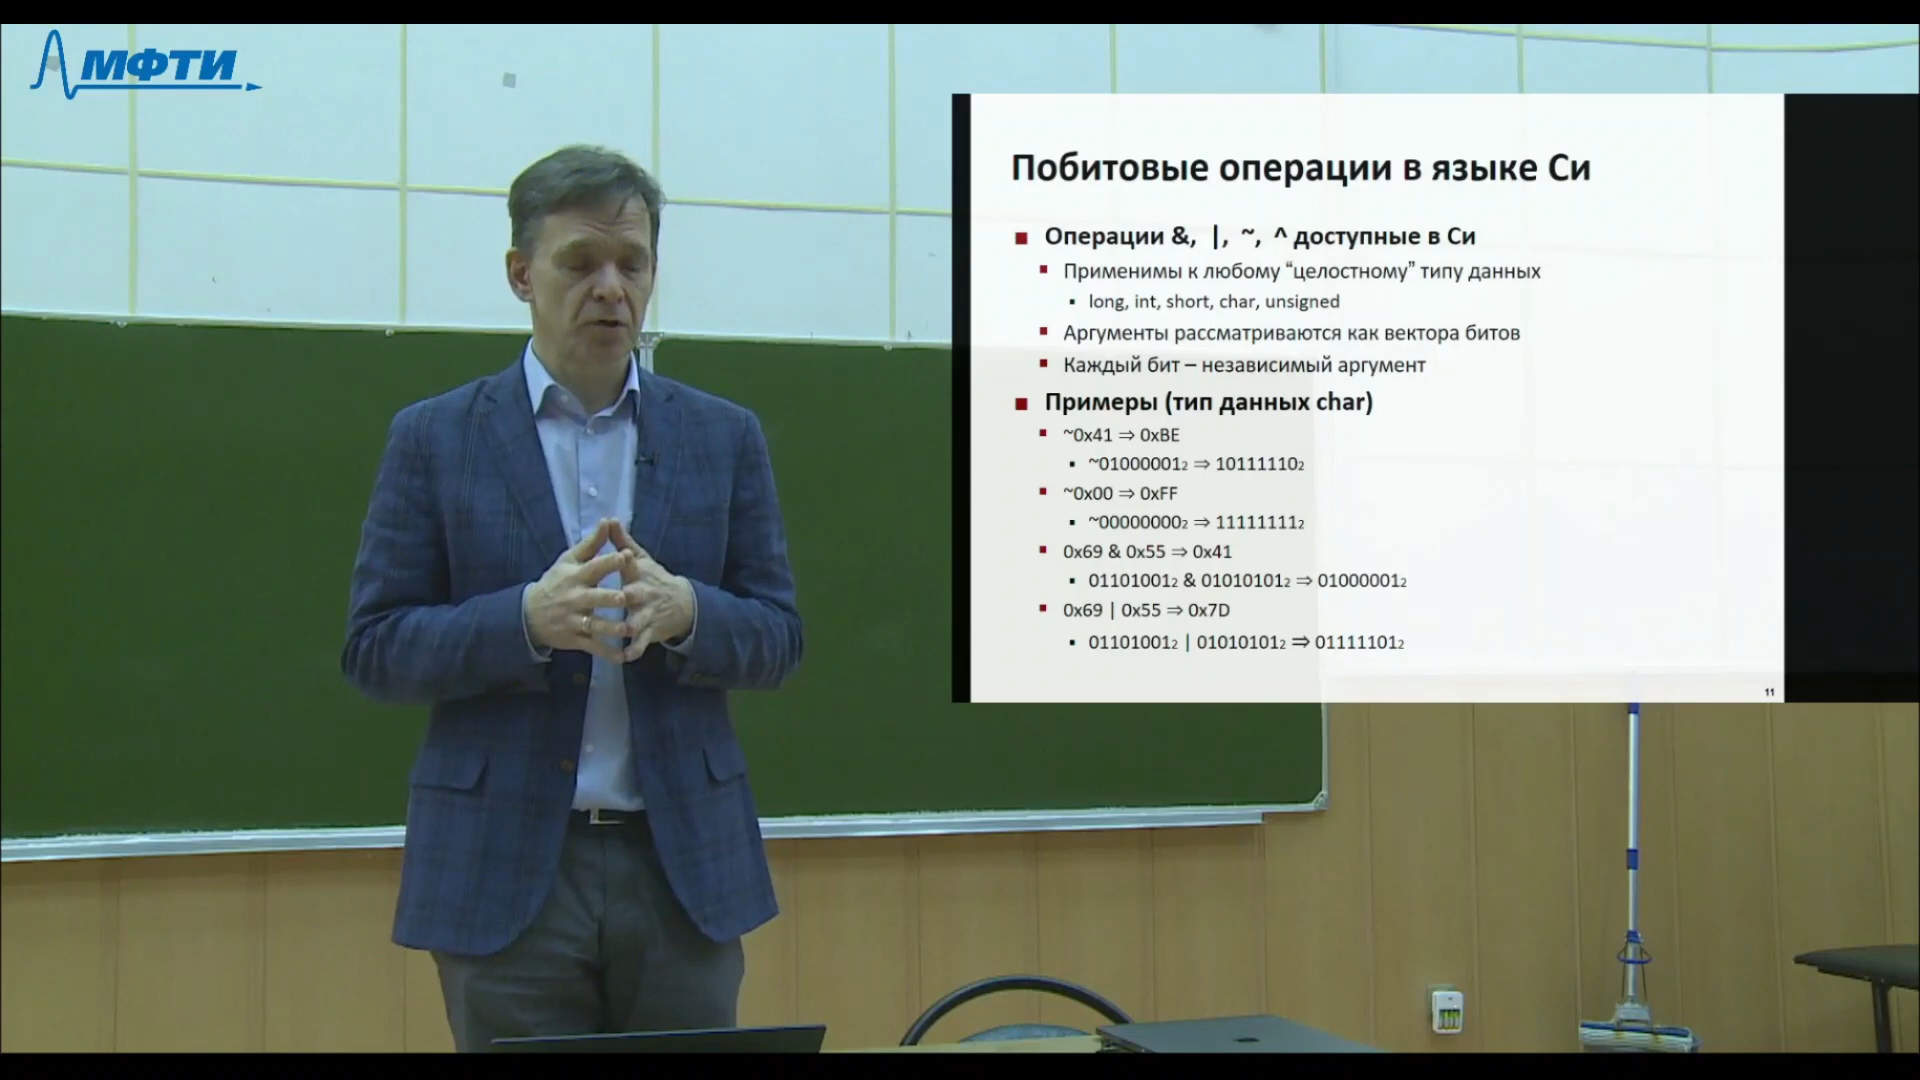 МФТИ
Побитовые операции в языке Си
Операции &, |, ~, ^ доступные в Си
Применимы к любому “целостному” типу данных
long, int, short, char, unsigned
Аргументы рассматриваются как вектора битов
Каждый бит – независимый аргумент
Примеры (тип данных char)
~0x41 ⇒ 0xBE
~01000001₂ ⇒ 10111110₂
~0x00 ⇒ 0xFF
~00000000₂ ⇒ 11111111₂
0x69 & 0x55 ⇒ 0x41
01101001₂ & 01010101₂ ⇒ 01000001₂
0x69 | 0x55 ⇒ 0x7D
01101001₂ | 01010101₂ ⇒ 01111101₂
11